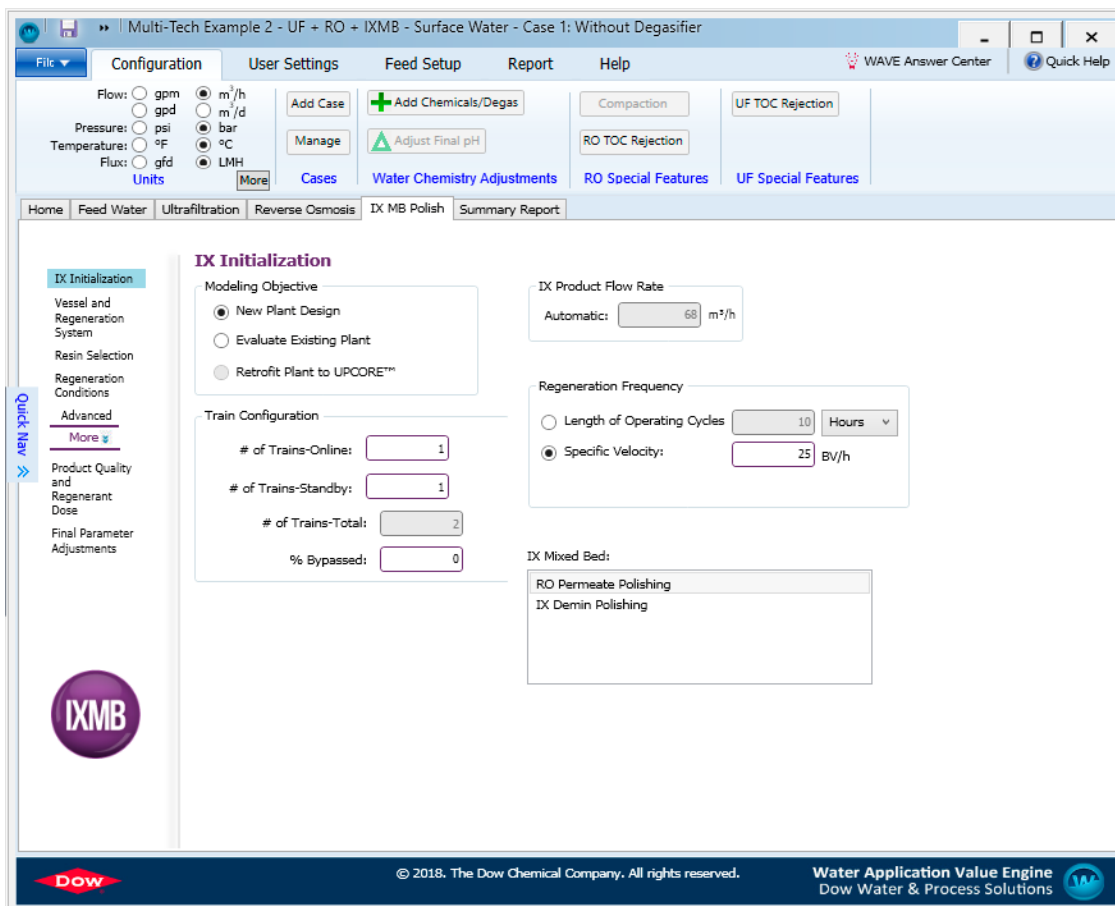 Multi-Tech Example 2 - UF + RO + IXMB - Surface Water - Case 1: Without Degasifier
File Configuration User Settings Feed Setup Report Help WAVE Answer Center Quick Help
Flow: gpm m³/h
gpd m³/d
Pressure: psi bar
Temperature: ºF ºC
Flux: gfd LMH
Units More
Add Case
Manage
Cases
Add Chemicals/Degas
Adjust Final pH
Water Chemistry Adjustments
Compaction
RO TOC Rejection
RO Special Features
UF TOC Rejection
UF Special Features
Home Feed Water Ultrafiltration Reverse Osmosis IX MB Polish Summary Report
Quick Nav
IX Initialization
Vessel and
Regeneration
System
Resin Selection
Regeneration
Conditions
Advanced
More
Product Quality
and
Regenerant
Dose
Final Parameter
Adjustments
IXMB
IX Initialization
Modeling Objective
New Plant Design
Evaluate Existing Plant
Retrofit Plant to UPCORE™
Train Configuration
# of Trains-Online: 1
# of Trains-Standby: 1
# of Trains-Total: 2
% Bypassed: 0
IX Product Flow Rate
Automatic: 68 m³/h
Regeneration Frequency
Length of Operating Cycles 10 Hours
Specific Velocity: 25 BV/h
IX Mixed Bed:
RO Permeate Polishing
IX Demin Polishing
DOW
© 2018. The Dow Chemical Company. All rights reserved.
Water Application Value Engine
Dow Water & Process Solutions